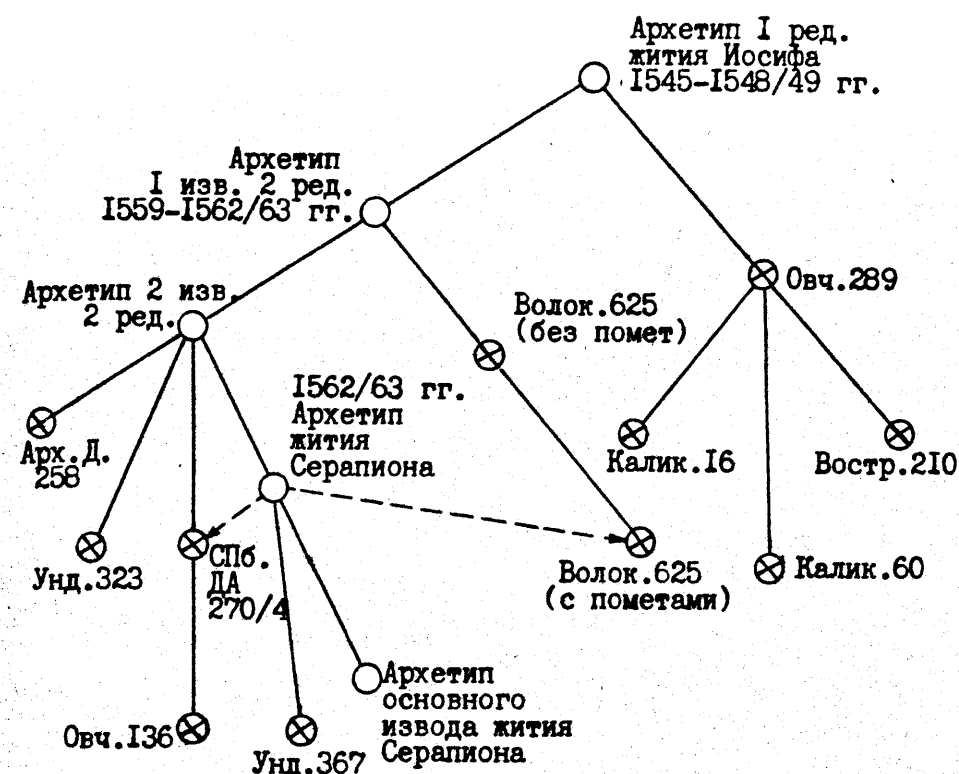 Архетип I ред.
жития Иосифа
I545-I548/49 гг.
Архетип
I изв. 2 ред.
I559-I562/63 гг.
Архетип 2 изв.
2 ред.
Овч.289
Волок.625
(без помет)
I562/63 гг.
Архетип
жития
Серапиона
Арх.Д.
258
Калик.I6
Востр.2I0
Унд.323
СПб.
ДА
270/4
Волок.625
(с пометами)
Калик.60
Архетип
основного
извода жития
Серапиона
Овч.I36
Унд.367